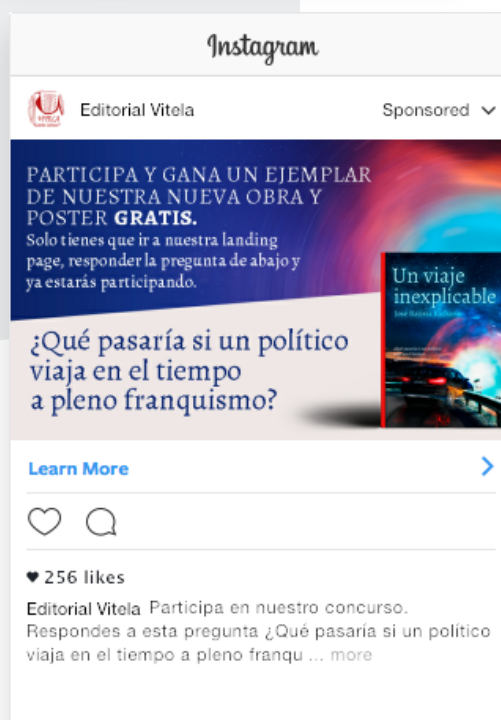 Instagram
Editorial Vitela
Sponsored
PARTICIPA Y GANA UN EJEMPLAR
DE NUESTRA NUEVA OBRA Y
POSTER GRATIS.
Solo tienes que ir a nuestra landing
page, responder la pregunta de abajo y
ya estarás participando.
¿Qué pasaría si un político
viaja en el tiempo
a pleno franquismo?
Un viaje
inexplicable
Learn More
256 likes
Editorial Vitela Participa en nuestro concurso.
Respondes a esta pregunta ¿Qué pasaría si un político
viaja en el tiempo a pleno franqu ... more